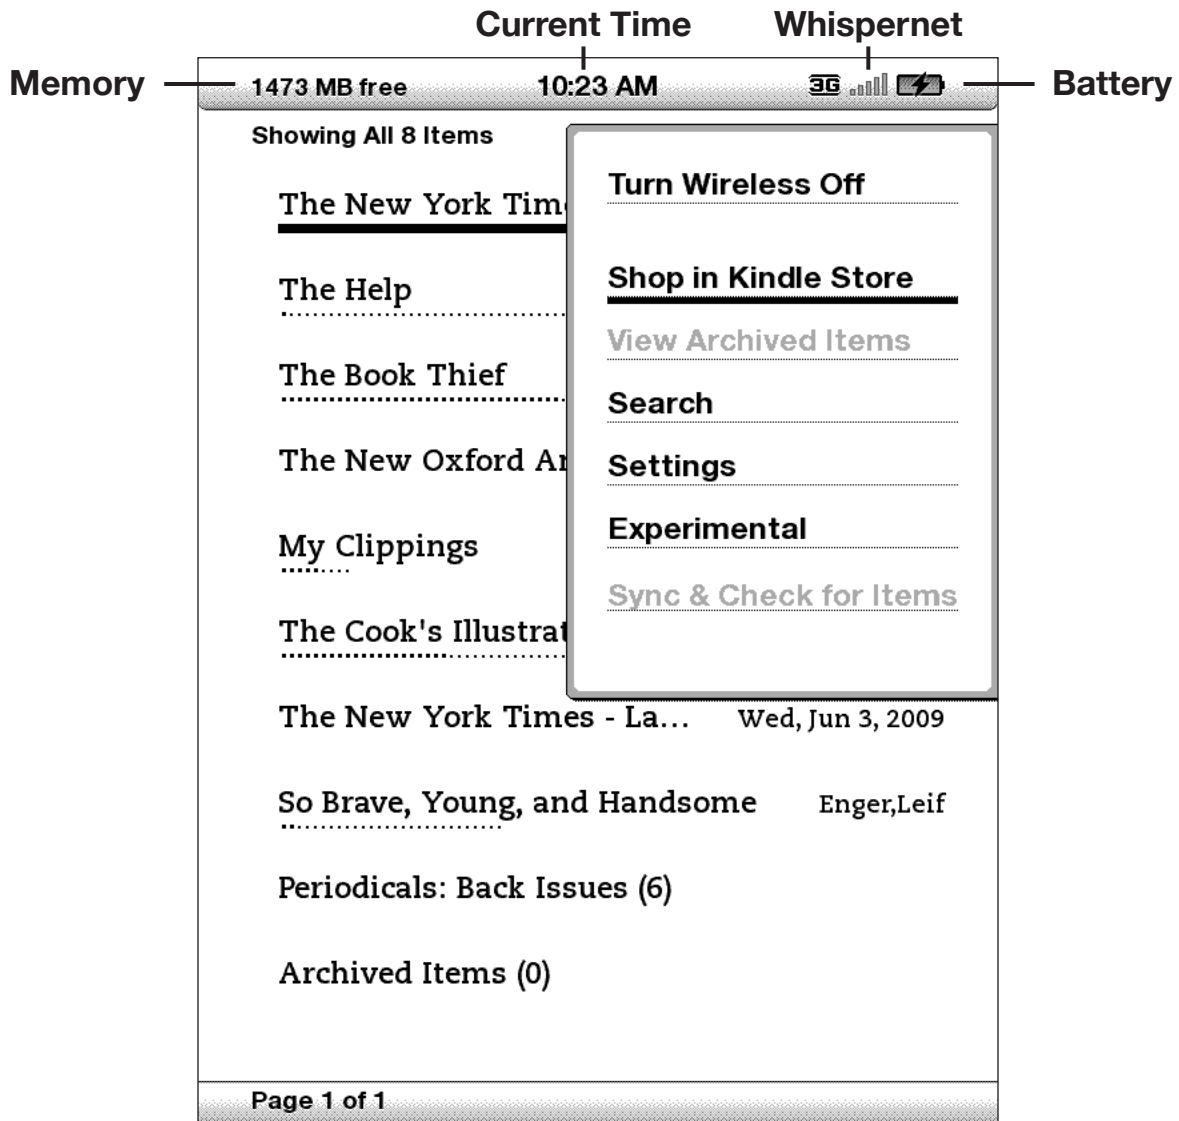 Current Time Whispernet
Memory 1473 MB free 10:23 AM 3G Battery
Showing All 8 Items
Turn Wireless Off
The New York
Shop in Kindle Store
The Help
View Archived Items
The Book Thief
Search
The New Oxford
Settings
Experimental
My Clippings
Sync & Check for Items
The Cook's
The New York Times - La... Wed, Jun 3, 2009
So Brave, Young, and Handsome Enger,Leif
Periodicals: Back Issues (6)
Archived Items (0)
Page 1 of 1